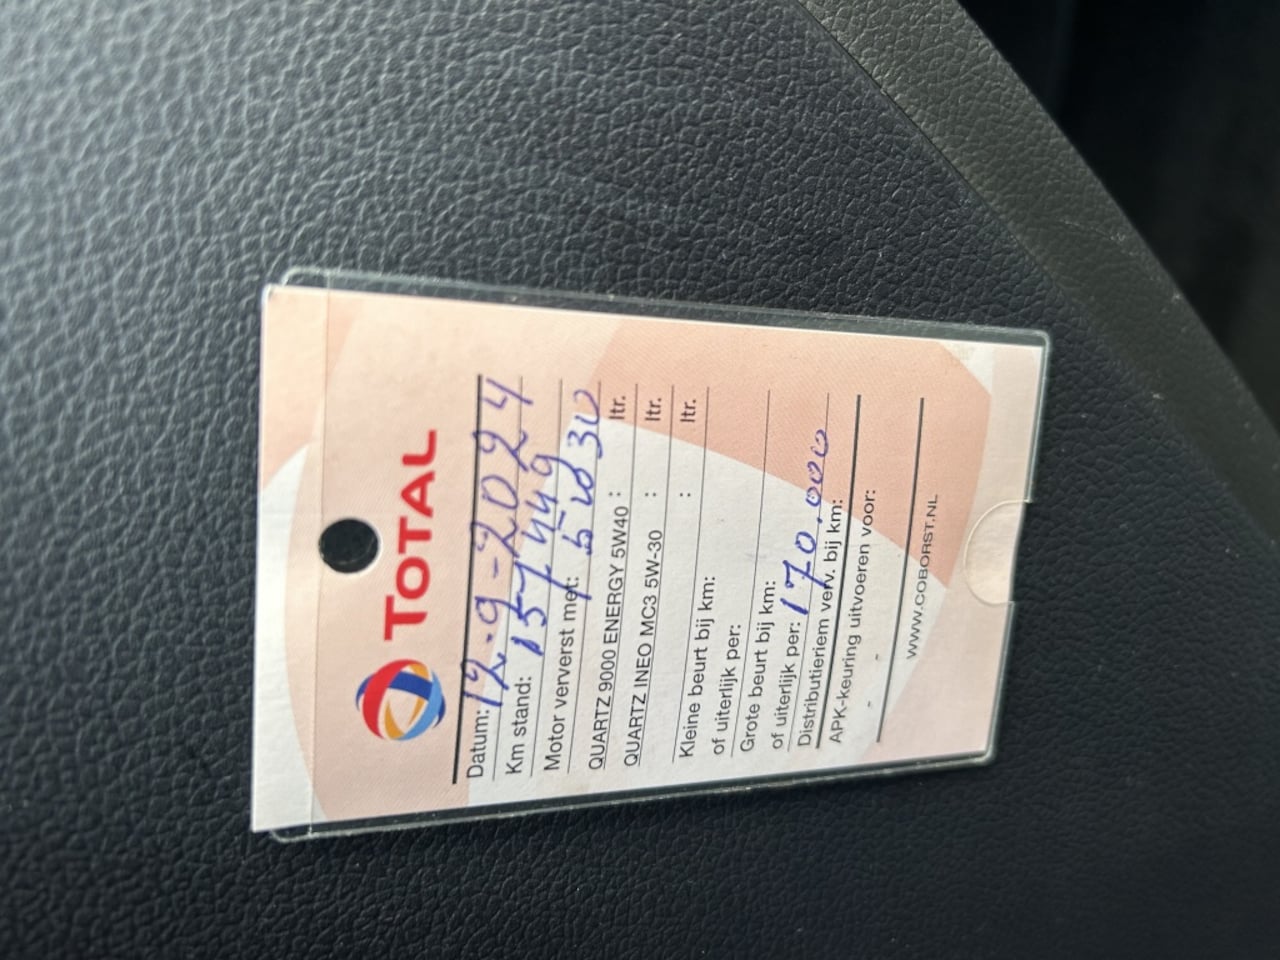 TOTAL
Datum: 12-9-2024
Km stand: 157449
Motor ververst met: 5w30
QUARTZ 9000 ENERGY 5W40 : ltr.
QUARTZ INEO MC3 5W-30 : ltr.
: ltr.
Kleine beurt bij km:
of uiterlijk per:
Grote beurt bij km:
of uiterlijk per: 170.000
Distributieriem verv. bij km:
APK-keuring uitvoeren voor:
- -
WWW.COBORST.NL